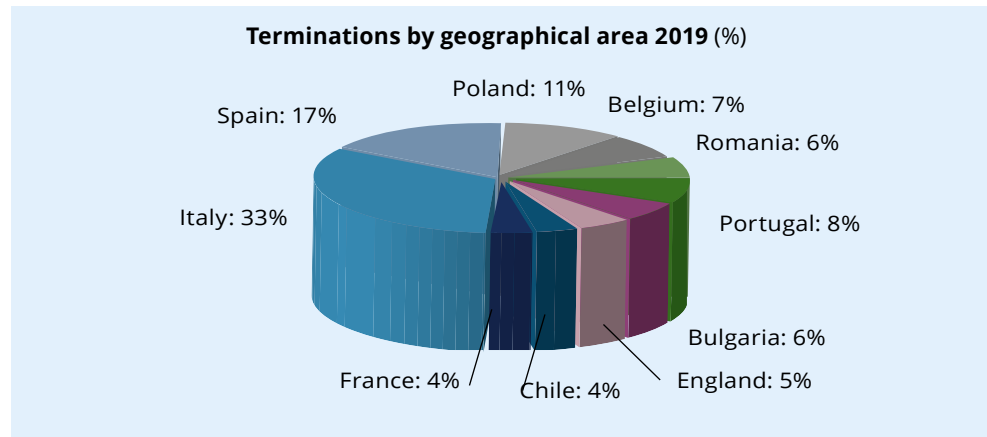 Terminations by geographical area 2019 (%)
Poland: 11%
Belgium: 7%
Spain: 17%
Romania: 6%
Italy: 33%
Portugal: 8%
Bulgaria: 6%
France: 4%
Chile: 4%
England: 5%